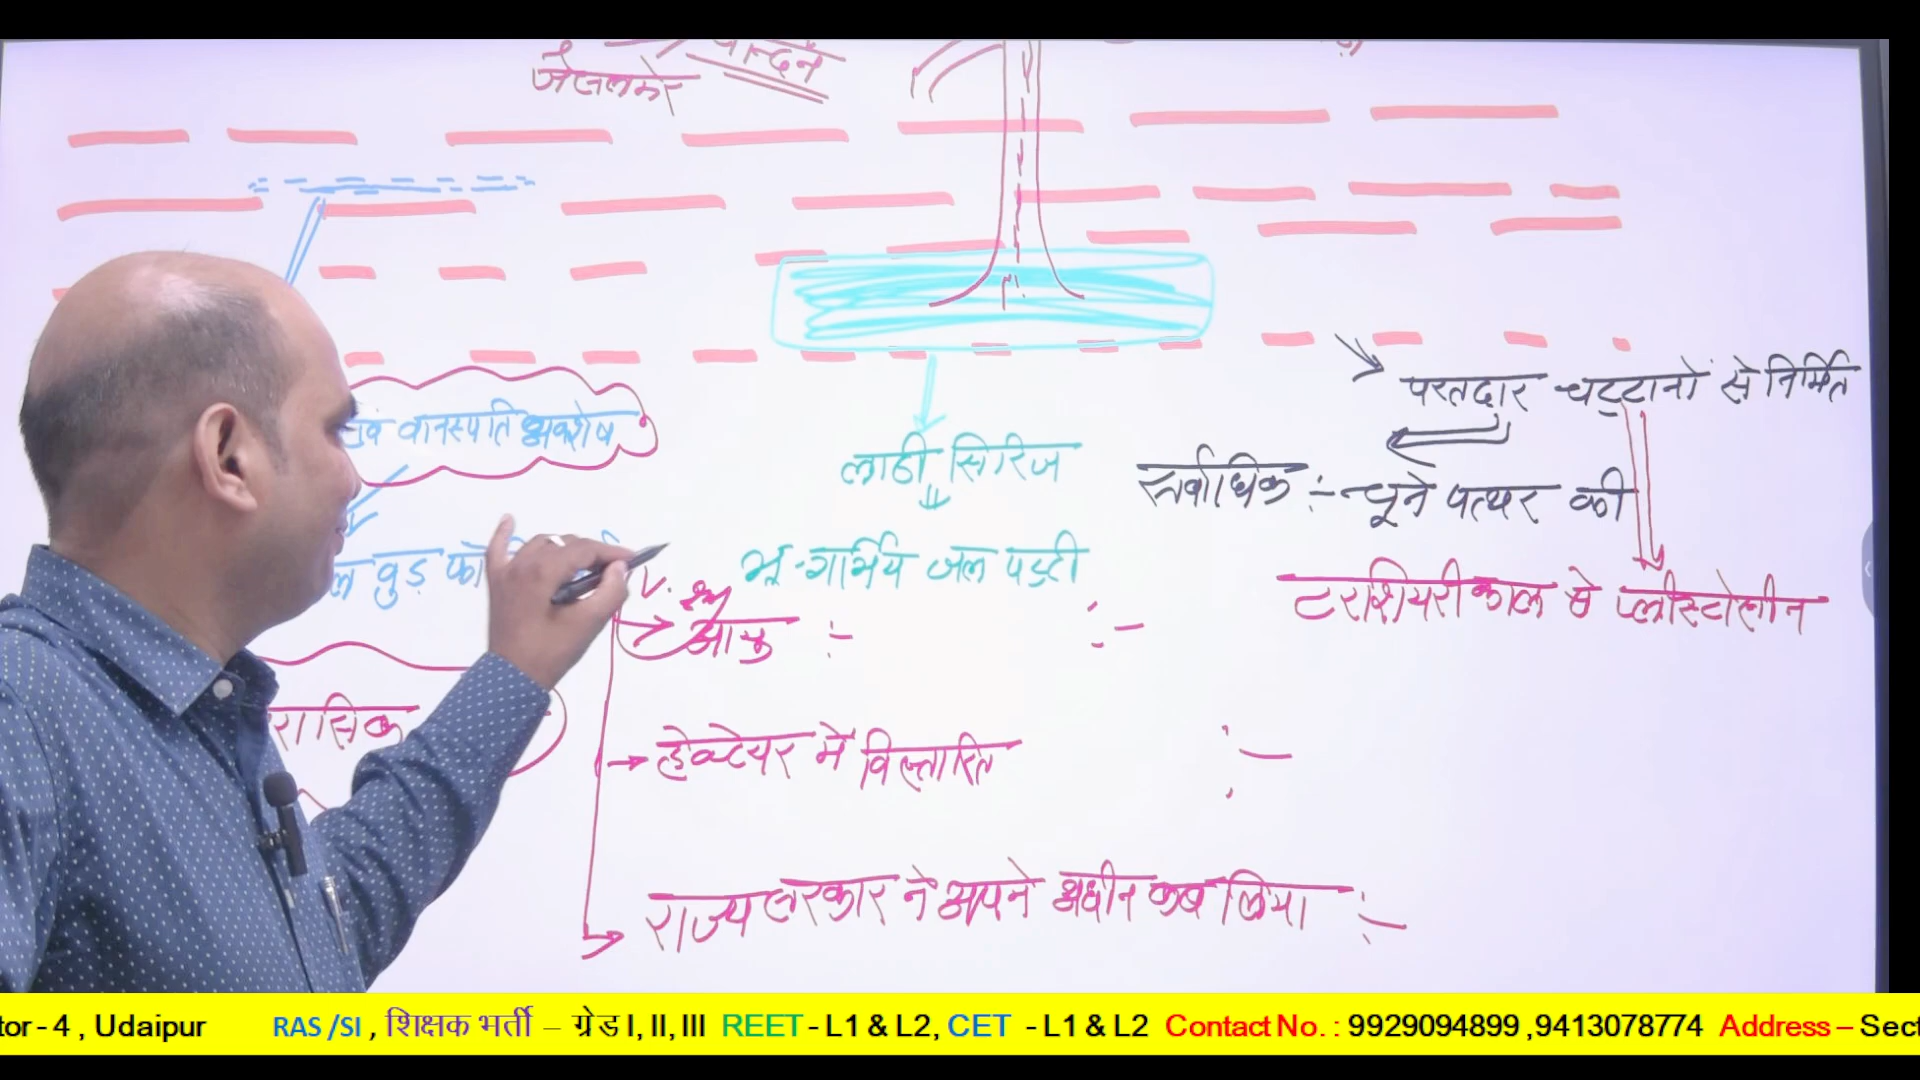 जैसलमेर
परतदार चट्टानों से निर्मित
एवं वानस्पति अवशेष
लाठी सिरिज
सर्वाधिक :- चूने पत्थर की
वुड
भू-गर्भिय जल पट्टी
टरशियरी काल से प्लीस्टोसीन
आयु :- :-
हेक्टेयर में विस्तारित :-
राज्य सरकार ने अपने अधीन कब लिया :-
tor - 4 , Udaipur RAS /SI , शिक्षक भर्ती – ग्रेड I, II, III REET - L1 & L2, CET - L1 & L2 Contact No. : 9929094899 ,9413078774 Address – Sect